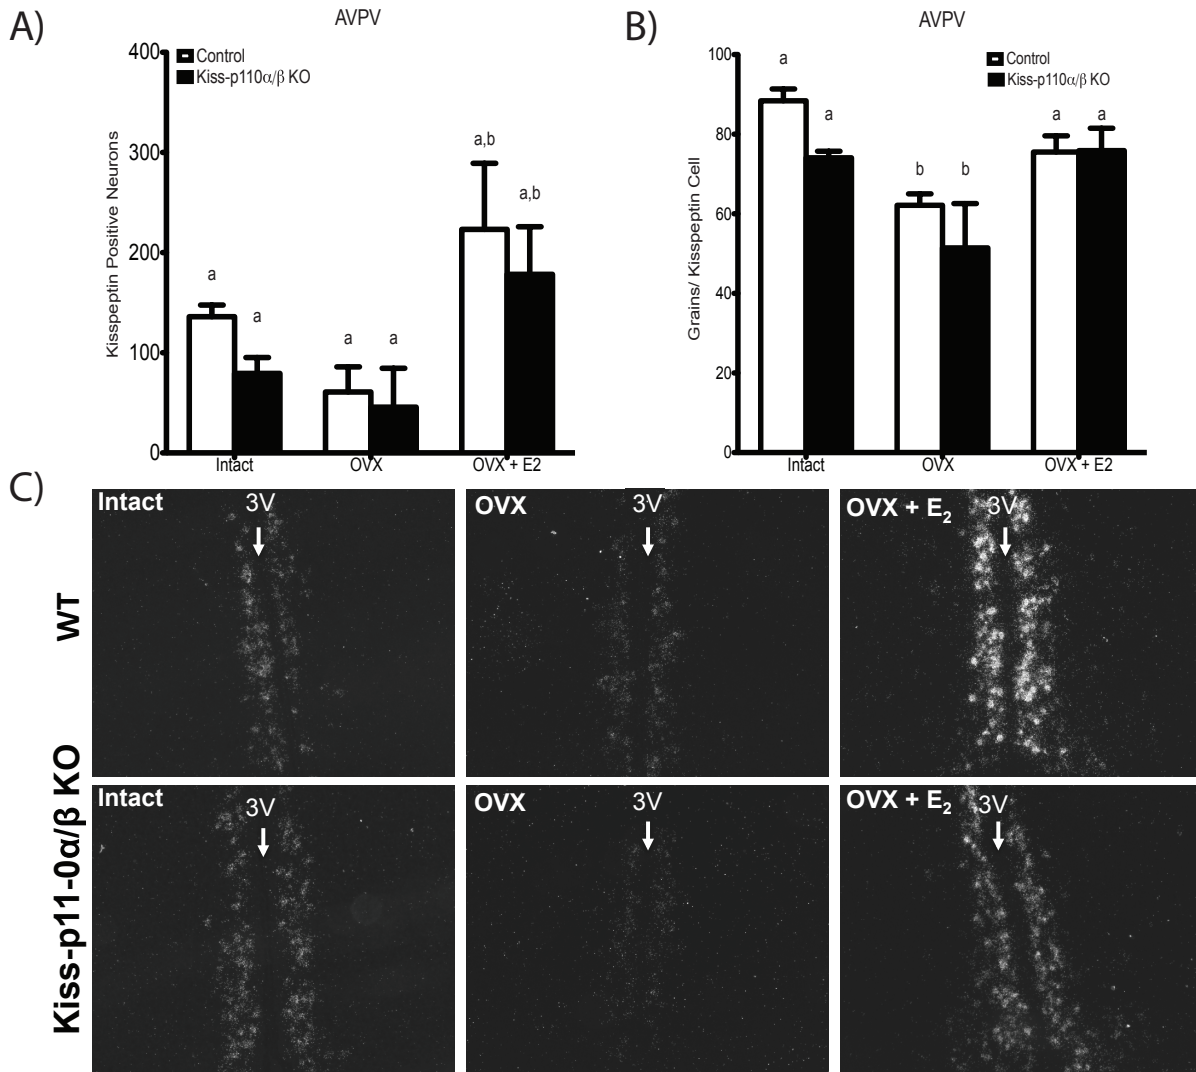 A)
AVPV
Control
Kiss-p110α/β KO
Kisspeptin Positive Neurons
400
300
200
100
0
a
a
a
a
a,b
a,b
Intact
OVX
OVX + E2
B)
AVPV
Control
Kiss-p110α/β KO
Grains/ Kisspeptin Cell
100
80
60
40
20
0
a
a
b
b
a
a
Intact
OVX
OVX + E2
C)
WT
Intact
3V
OVX
3V
OVX + E2
3V
Kiss-p11-0α/β KO
Intact
3V
OVX
3V
OVX + E2
3V